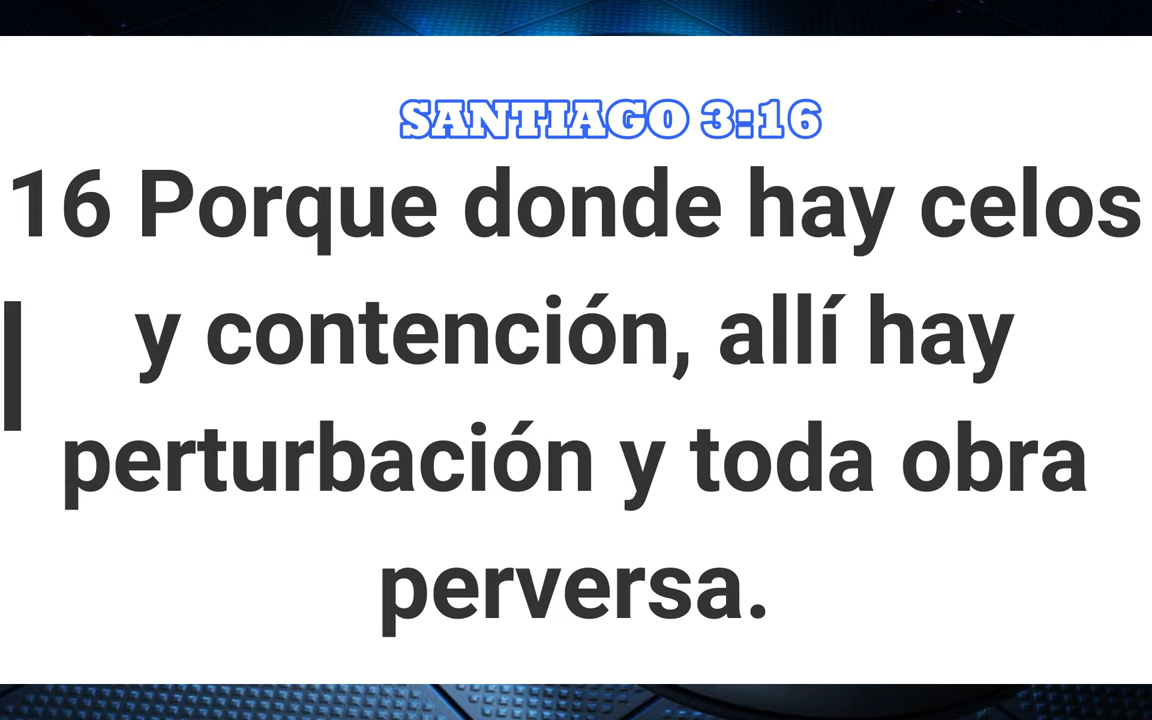 SANTIAGO 3:16
16 Porque donde hay celos
y contención, allí hay
perturbación y toda obra
perversa.